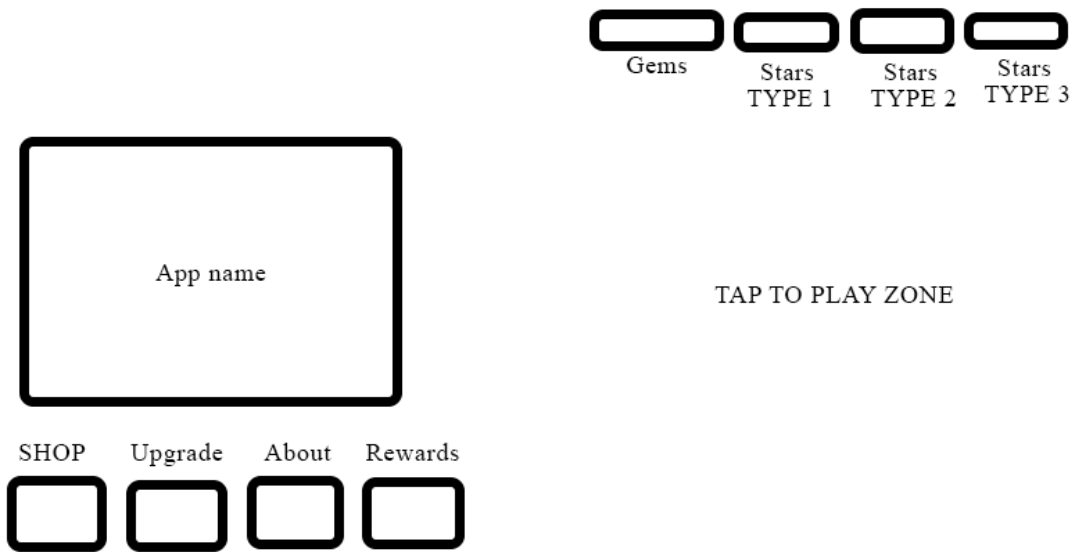 Gems
Stars
TYPE 1
Stars
TYPE 2
Stars
TYPE 3
App name
TAP TO PLAY ZONE
SHOP
Upgrade
About
Rewards